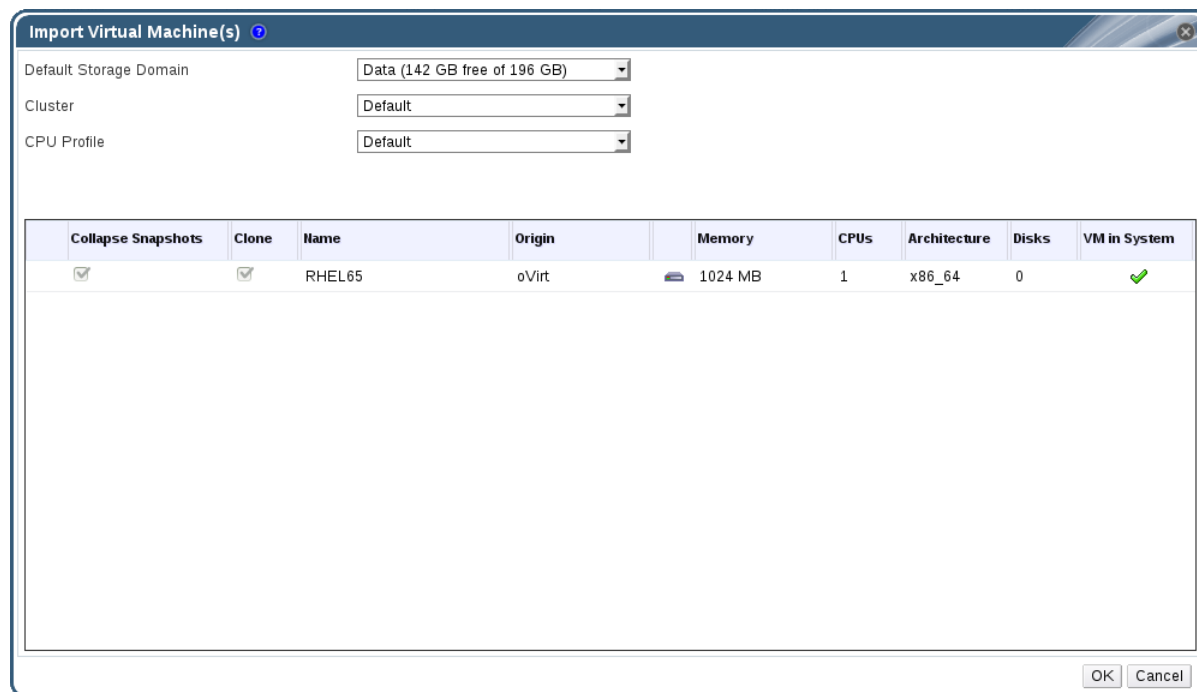 Import Virtual Machine(s) ?
Default Storage Domain Data (142 GB free of 196 GB)
Cluster Default
CPU Profile Default
Collapse Snapshots Clone Name Origin Memory CPUs Architecture Disks VM in System
RHEL65 oVirt 1024 MB 1 x86_64 0
OK Cancel